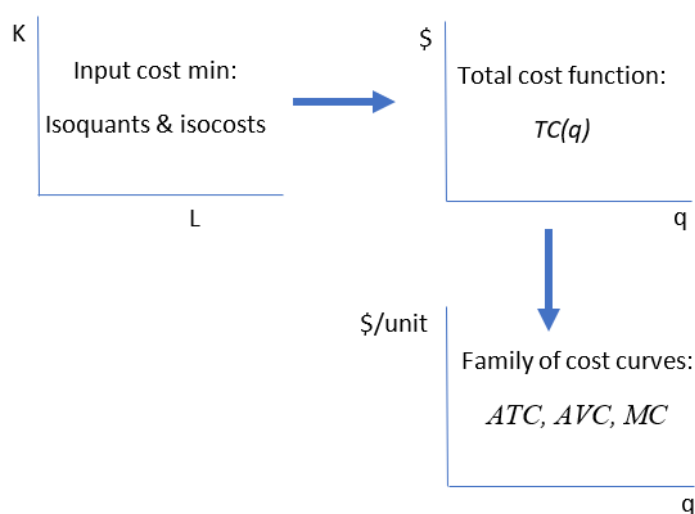 K
Input cost min:
Isoquants & isocosts
L
$
Total cost function:
TC(q)
q
$/unit
Family of cost curves:
ATC, AVC, MC
q